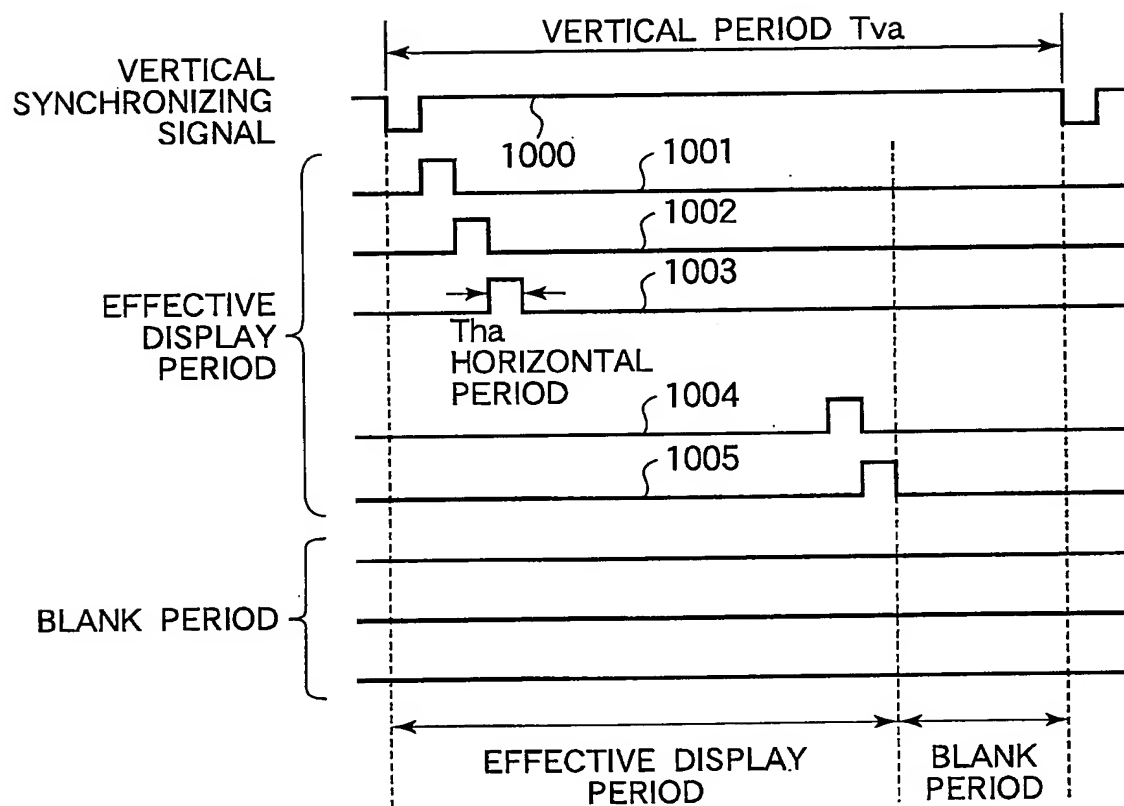 VERTICAL PERIOD Tva
VERTICAL
SYNCHRONIZING
SIGNAL
1000
1001
1002
1003
EFFECTIVE
DISPLAY
PERIOD
Tha
HORIZONTAL
PERIOD
1004
1005
BLANK PERIOD
EFFECTIVE DISPLAY
PERIOD
BLANK
PERIOD